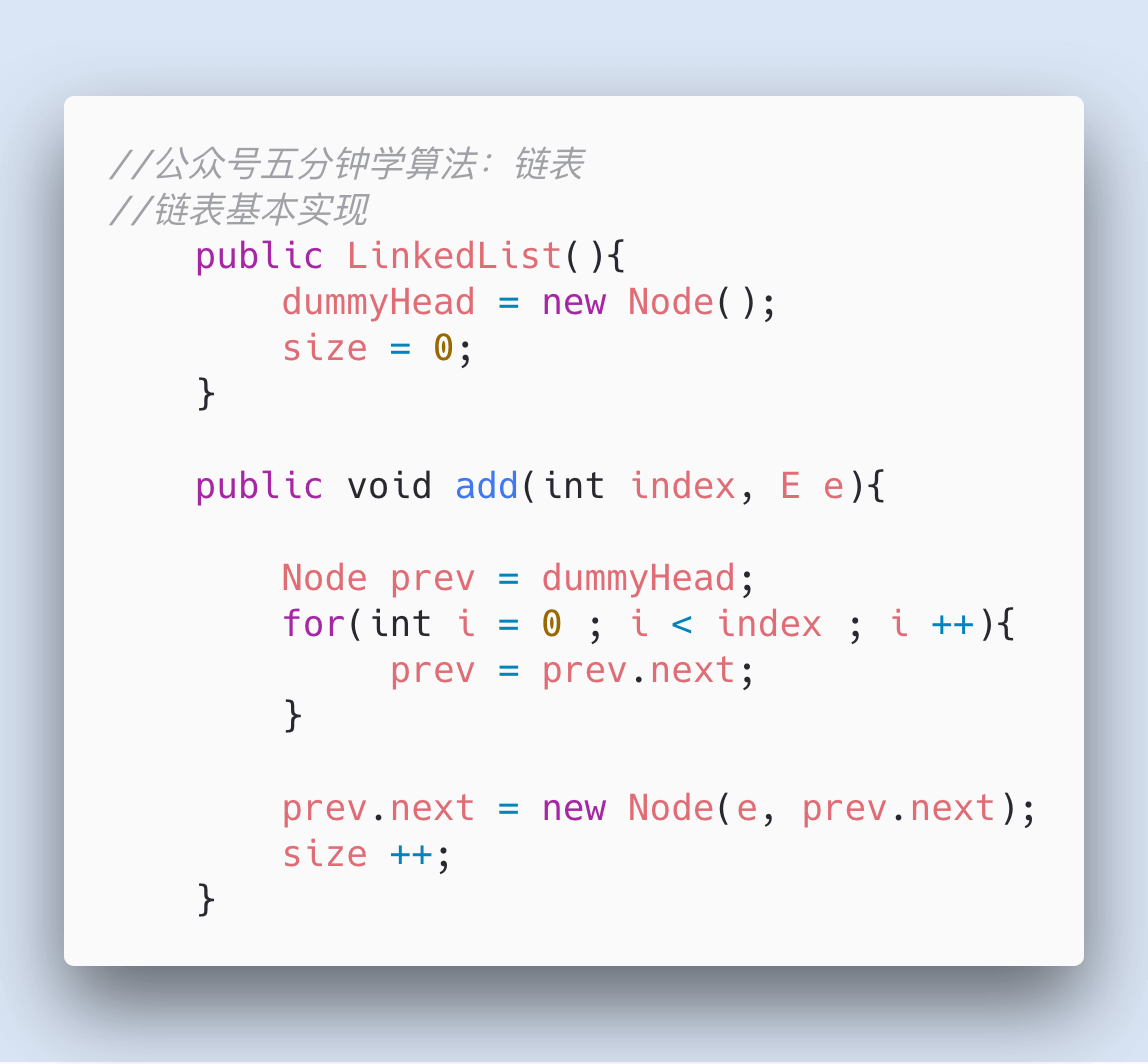 //公众号五分钟学算法：链表
//链表基本实现
public LinkedList(){
dummyHead = new Node();
size = 0;
}
public void add(int index, E e){
Node prev = dummyHead;
for(int i = 0 ; i < index ; i ++){
prev = prev.next;
}
prev.next = new Node(e, prev.next);
size ++;
}